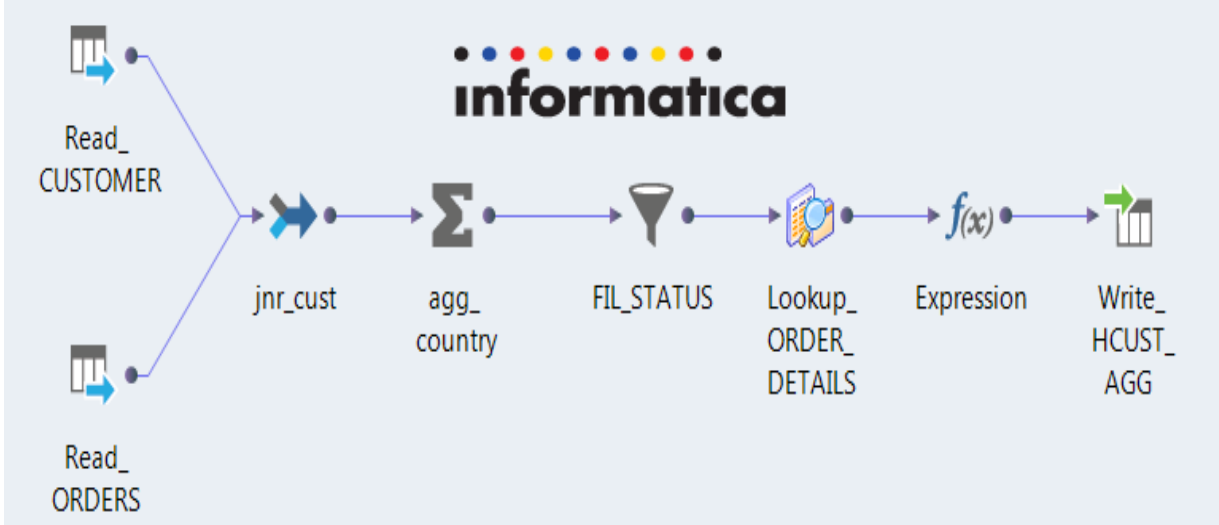 informatica
Read_
CUSTOMER
jnr_cust
agg_
country
FIL_STATUS
Lookup_
ORDER_
DETAILS
f(x)
Expression
Write_
HCUST_
AGG
Read_
ORDERS